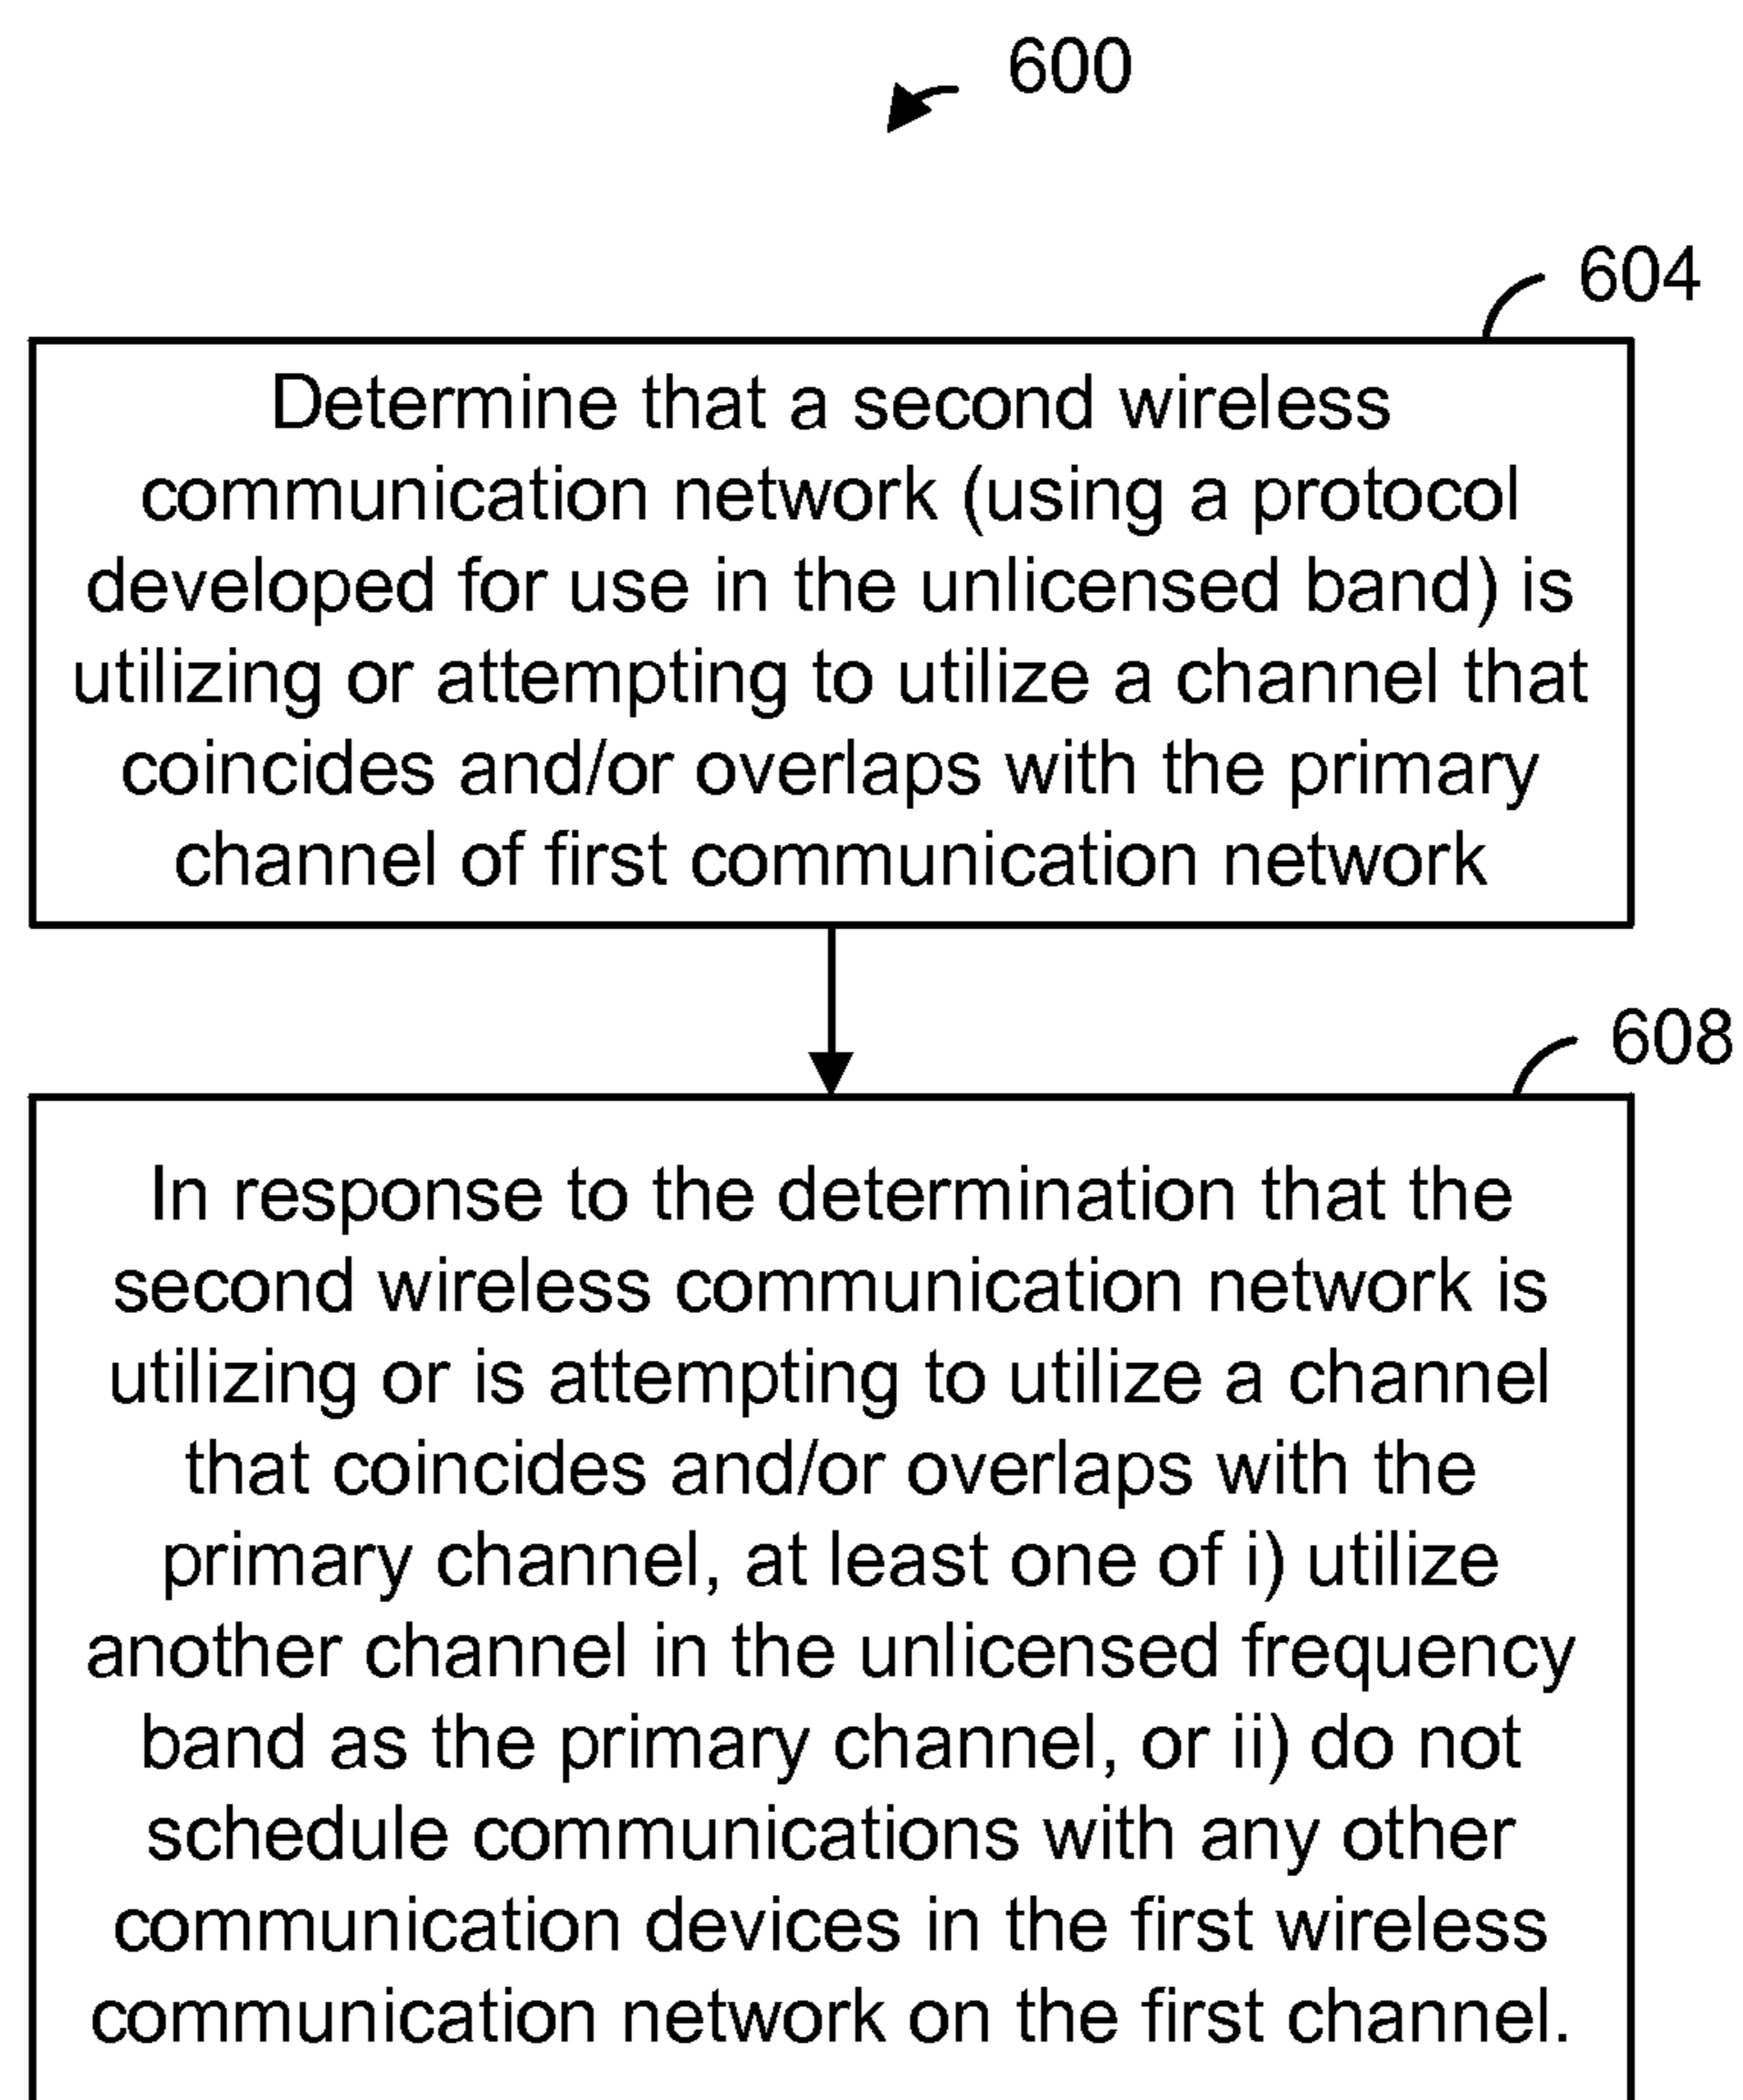 600
604
Determine that a second wireless
communication network (using a protocol
developed for use in the unlicensed band) is
utilizing or attempting to utilize a channel that
coincides and/or overlaps with the primary
channel of first communication network
608
In response to the determination that the
second wireless communication network is
utilizing or is attempting to utilize a channel
that coincides and/or overlaps with the
primary channel, at least one of i) utilize
another channel in the unlicensed frequency
band as the primary channel, or ii) do not
schedule communications with any other
communication devices in the first wireless
communication network on the first channel.